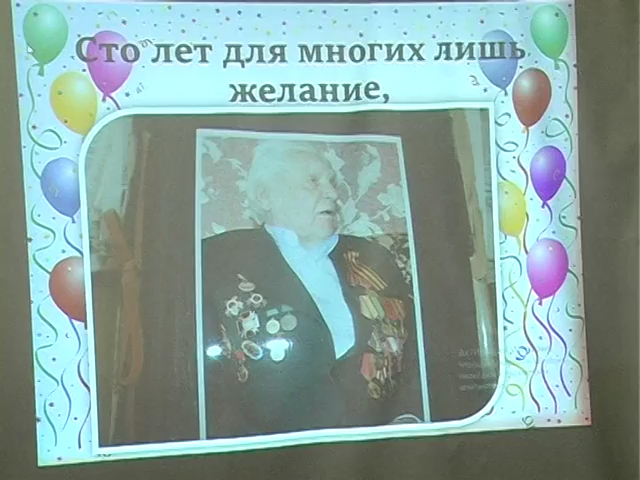 Сто лет для многих лишь
желание,